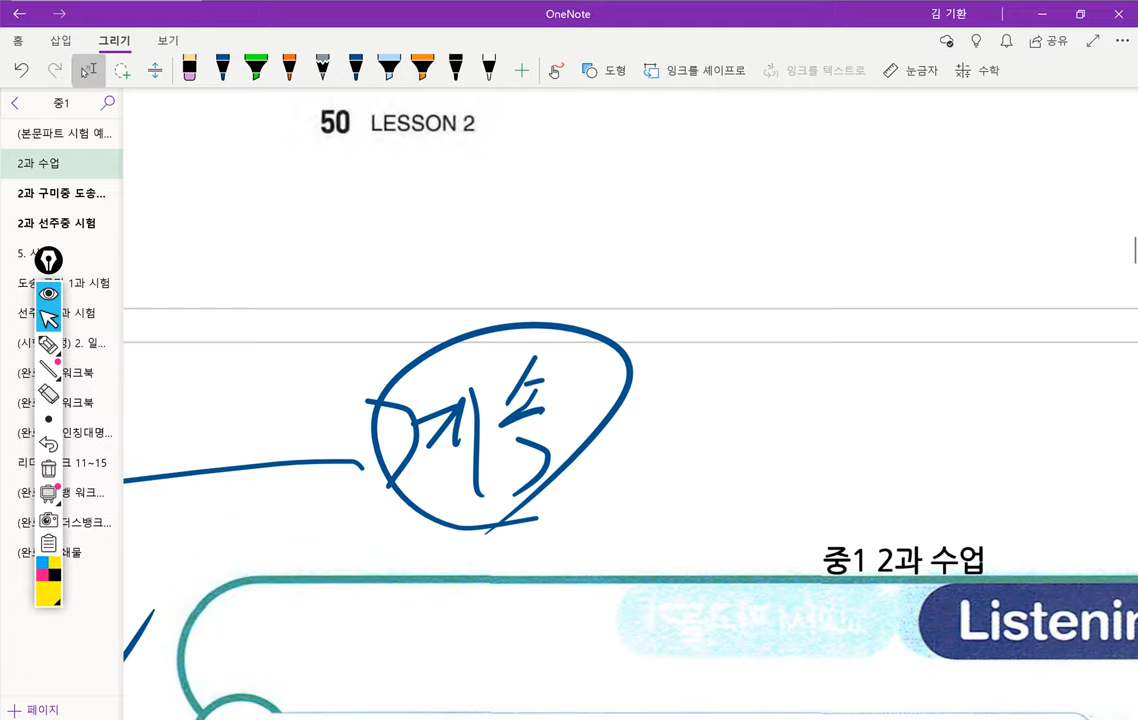 OneNote
김 기환
홈 삽입 그리기 보기
공유
도형
잉크를 셰이프로
잉크를 텍스트로
눈금자
수학
중1
(본문파트 시험 예...
2과 수업
2과 구미중 도송...
2과 선주중 시험
5.
1과 시험
시험
2. 일...
워크북
워크북
인칭대명...
11~15
워크...
페이지
50 LESSON 2
계속
중1 2과 수업
Listenin